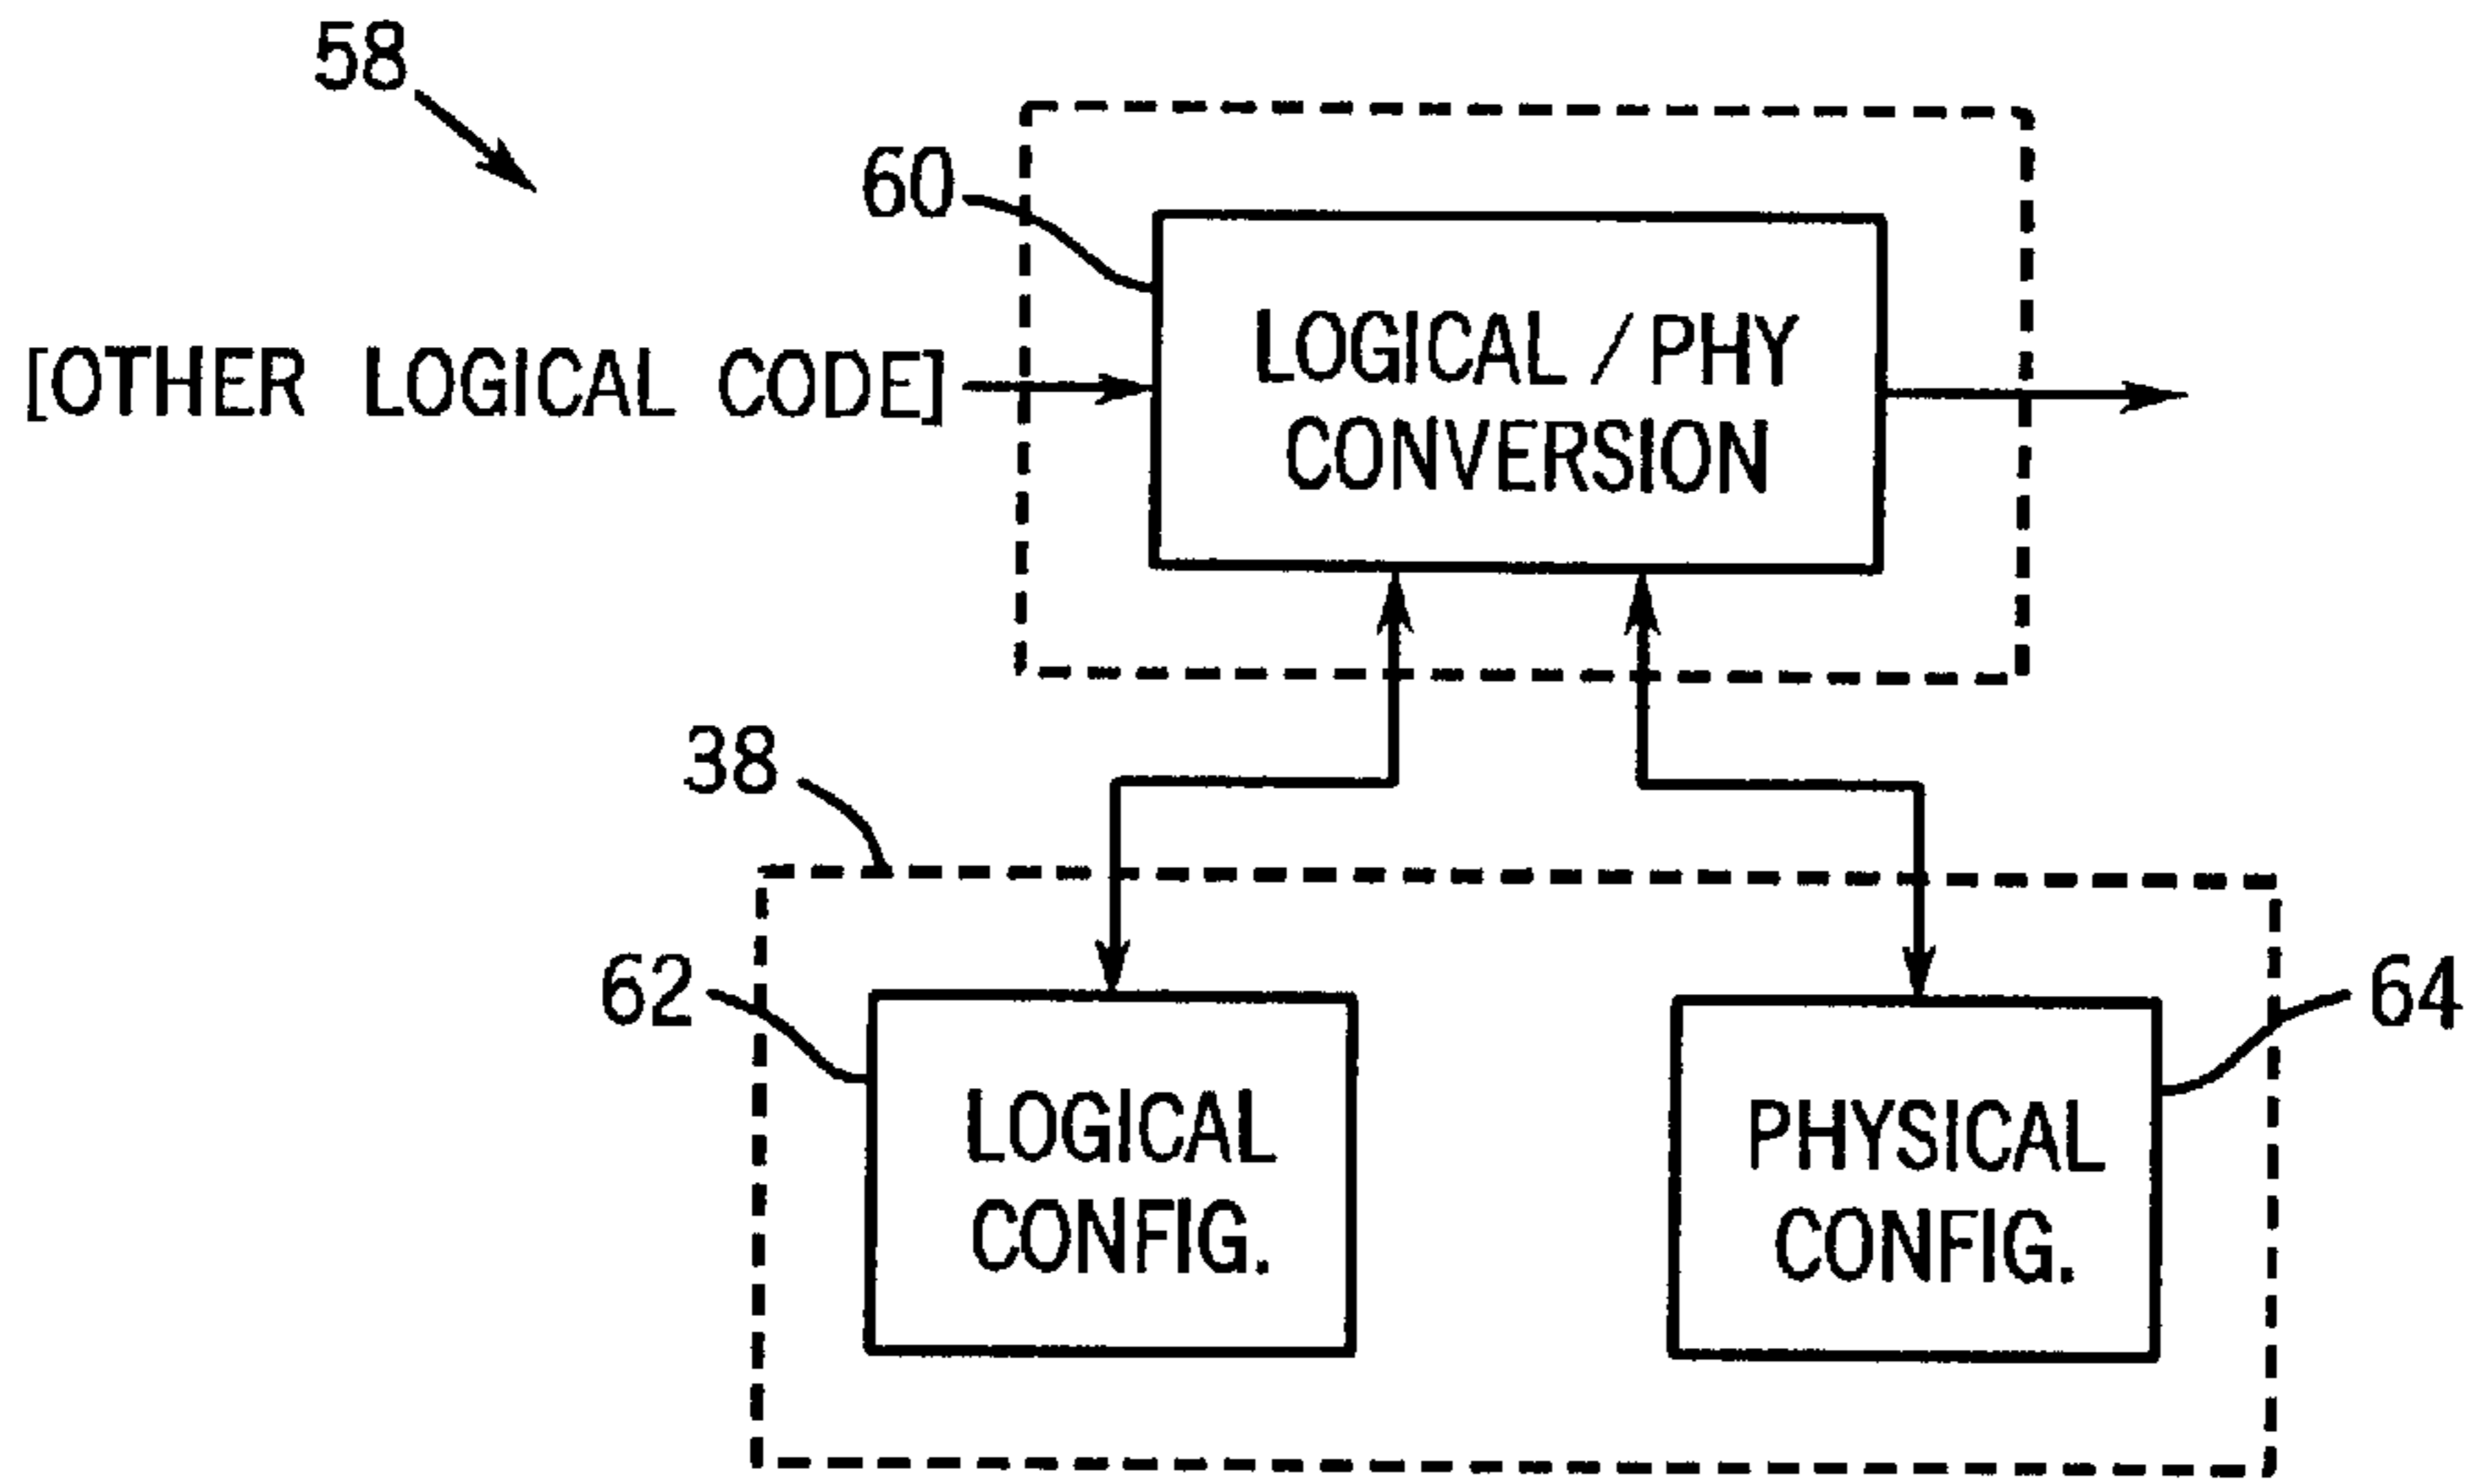 58
60
[OTHER LOGICAL CODE]
LOGICAL / PHY
CONVERSION
38
62
64
LOGICAL
CONFIG.
PHYSICAL
CONFIG.